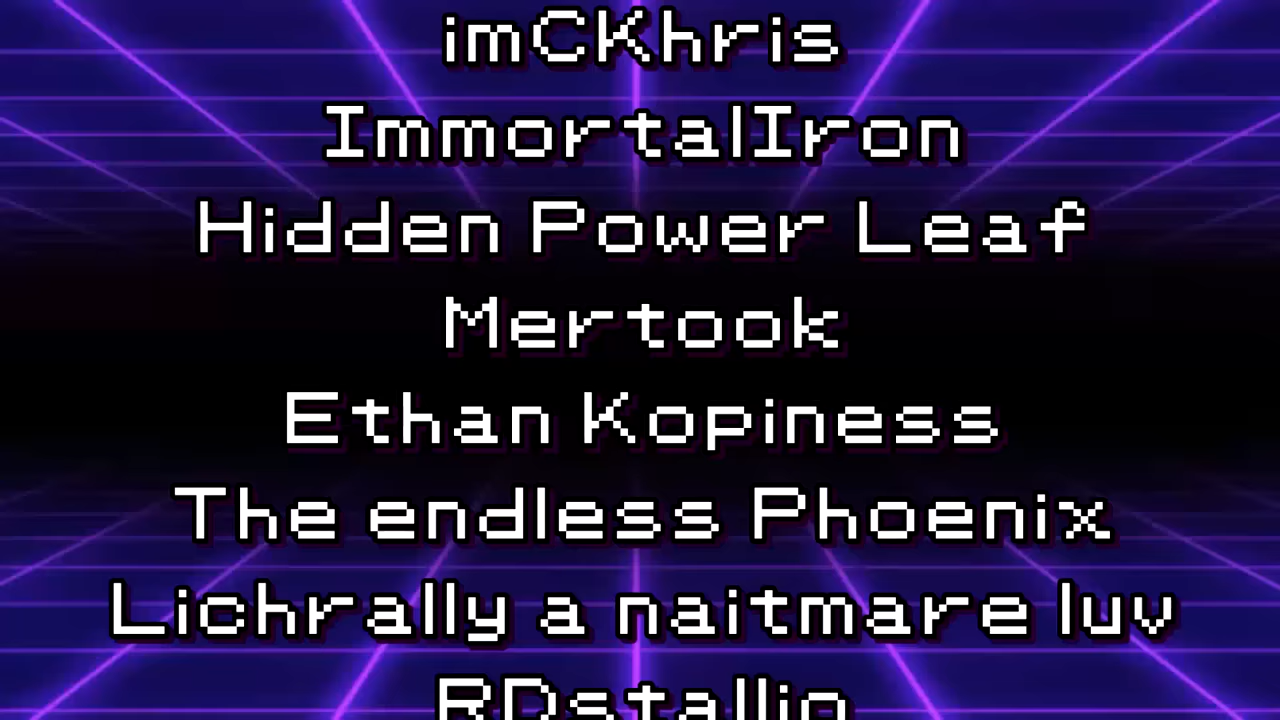 imCKhris
ImmortalIron
Hidden Power Leaf
Mertook
Ethan Kopiness
The endless Phoenix
Lichrally a naitmare luv